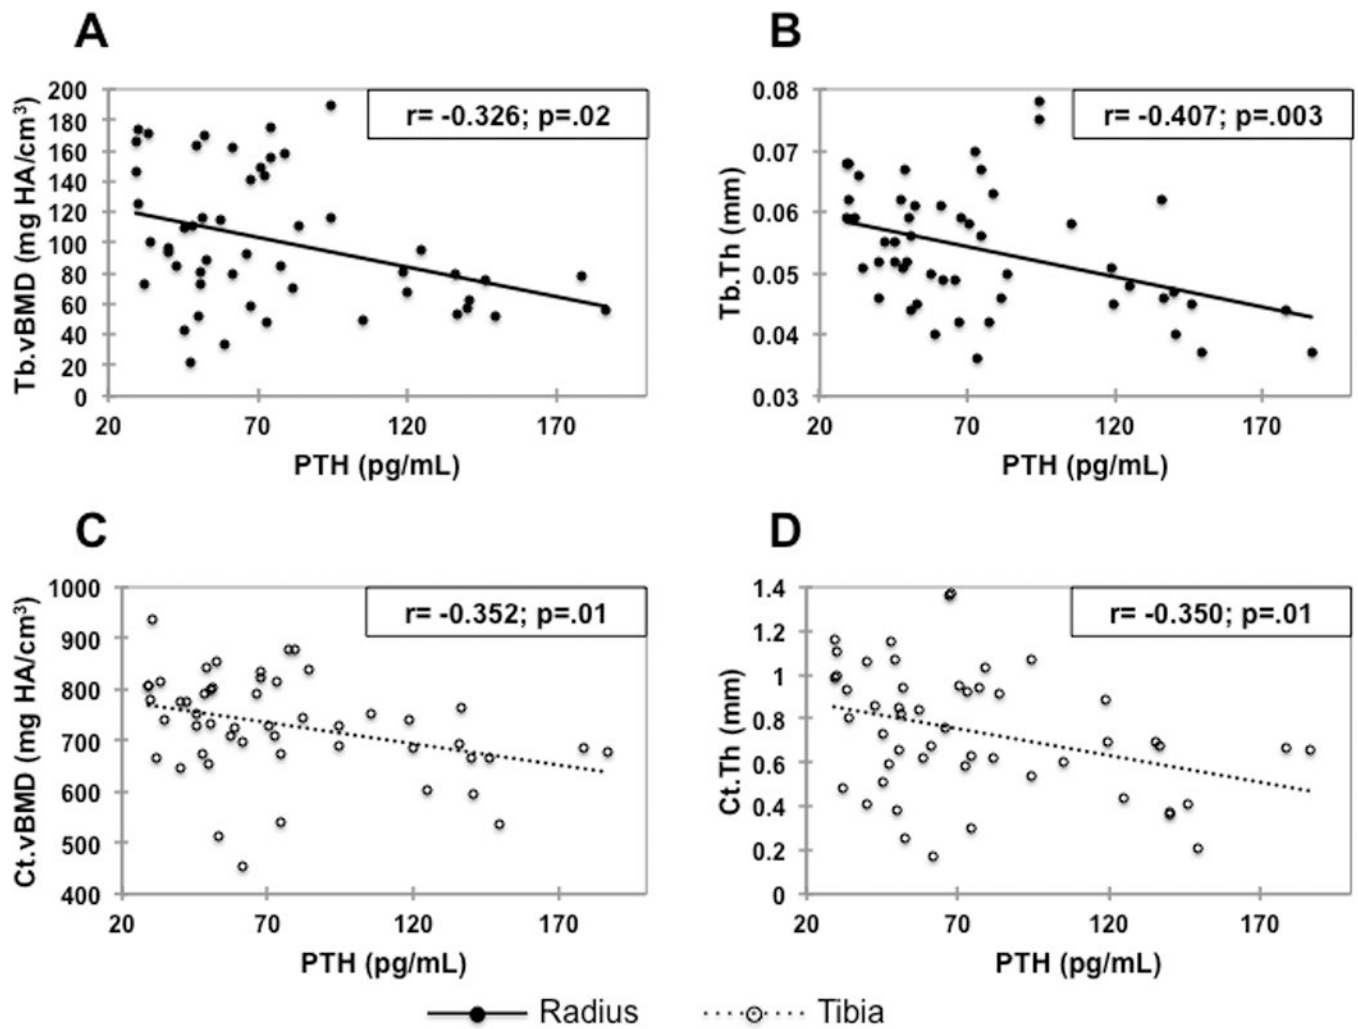 A
B
r= -0.326; p=.02
r= -0.407; p=.003
Tb.vBMD (mg HA/cm³)
200
180
160
140
120
100
80
60
40
20
0
20 70 120 170
PTH (pg/mL)
Tb.Th (mm)
0.08
0.07
0.06
0.05
0.04
0.03
20 70 120 170
PTH (pg/mL)
C
D
r= -0.352; p=.01
r= -0.350; p=.01
Ct.vBMD (mg HA/cm³)
1000
900
800
700
600
500
400
20 70 120 170
PTH (pg/mL)
Ct.Th (mm)
1.4
1.2
1
0.8
0.6
0.4
0.2
0
20 70 120 170
PTH (pg/mL)
Radius
Tibia